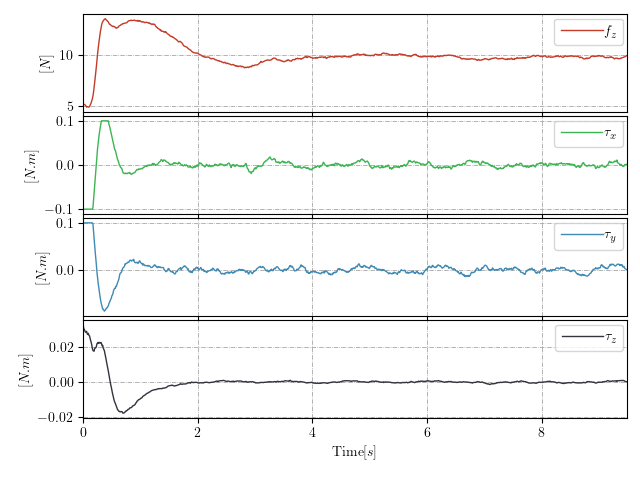 [N]
10
5
f_z
[N.m]
0.1
0.0
−0.1
τ_x
[N.m]
0.1
0.0
τ_y
[N.m]
0.02
0.00
−0.02
τ_z
0 2 4 6 8
Time[s]